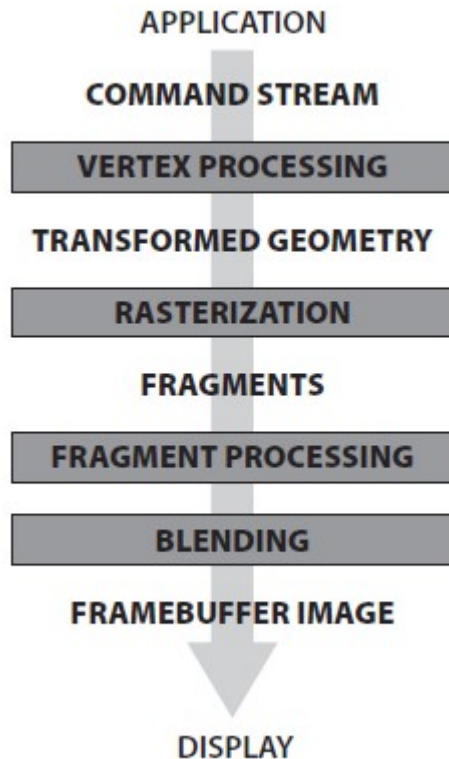 APPLICATION
COMMAND STREAM
VERTEX PROCESSING
TRANSFORMED GEOMETRY
RASTERIZATION
FRAGMENTS
FRAGMENT PROCESSING
BLENDING
FRAMEBUFFER IMAGE
DISPLAY